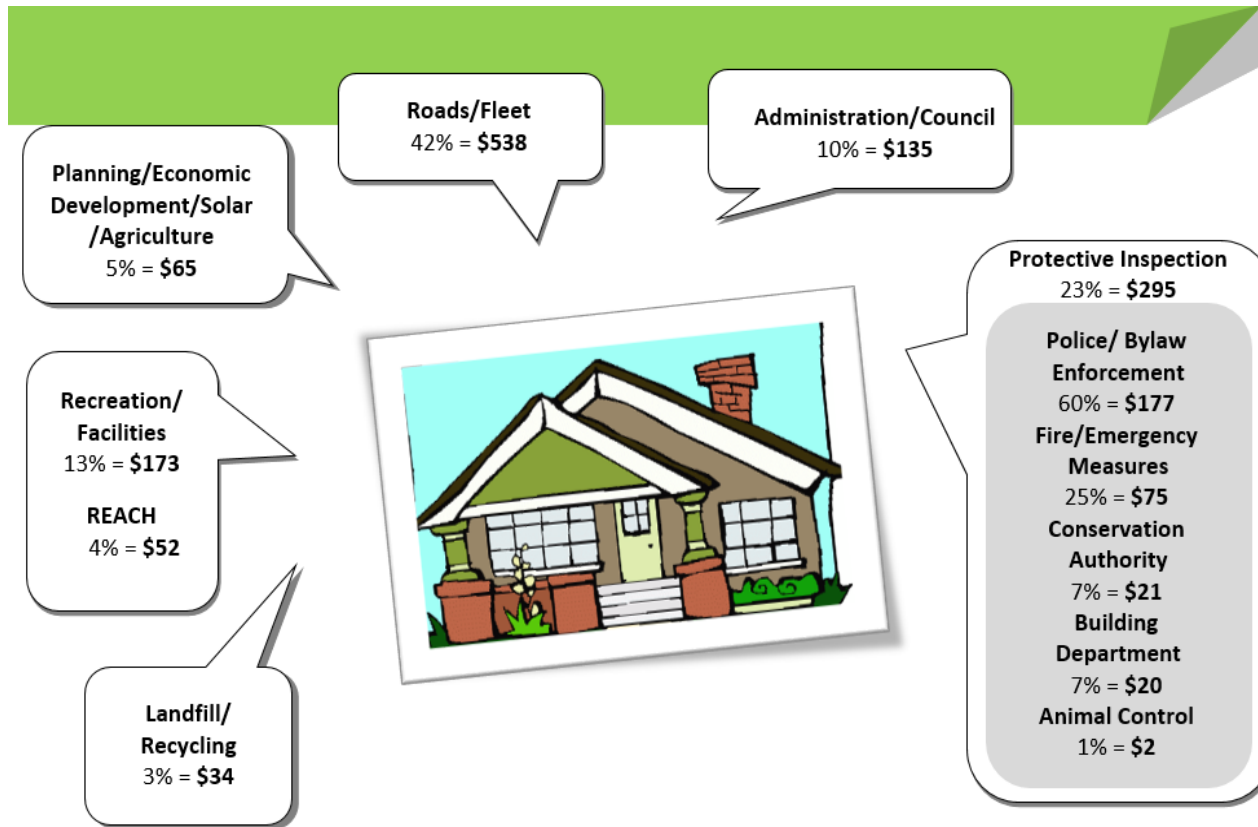 Roads/Fleet
42% = $538
Administration/Council
10% = $135
Planning/Economic
Development/Solar
/Agriculture
5% = $65
Protective Inspection
23% = $295
Police/ Bylaw
Enforcement
60% = $177
Fire/Emergency
Measures
25% = $75
Conservation
Authority
7% = $21
Building
Department
7% = $20
Animal Control
1% = $2
Recreation/
Facilities
13% = $173
REACH
4% = $52
Landfill/
Recycling
3% = $34